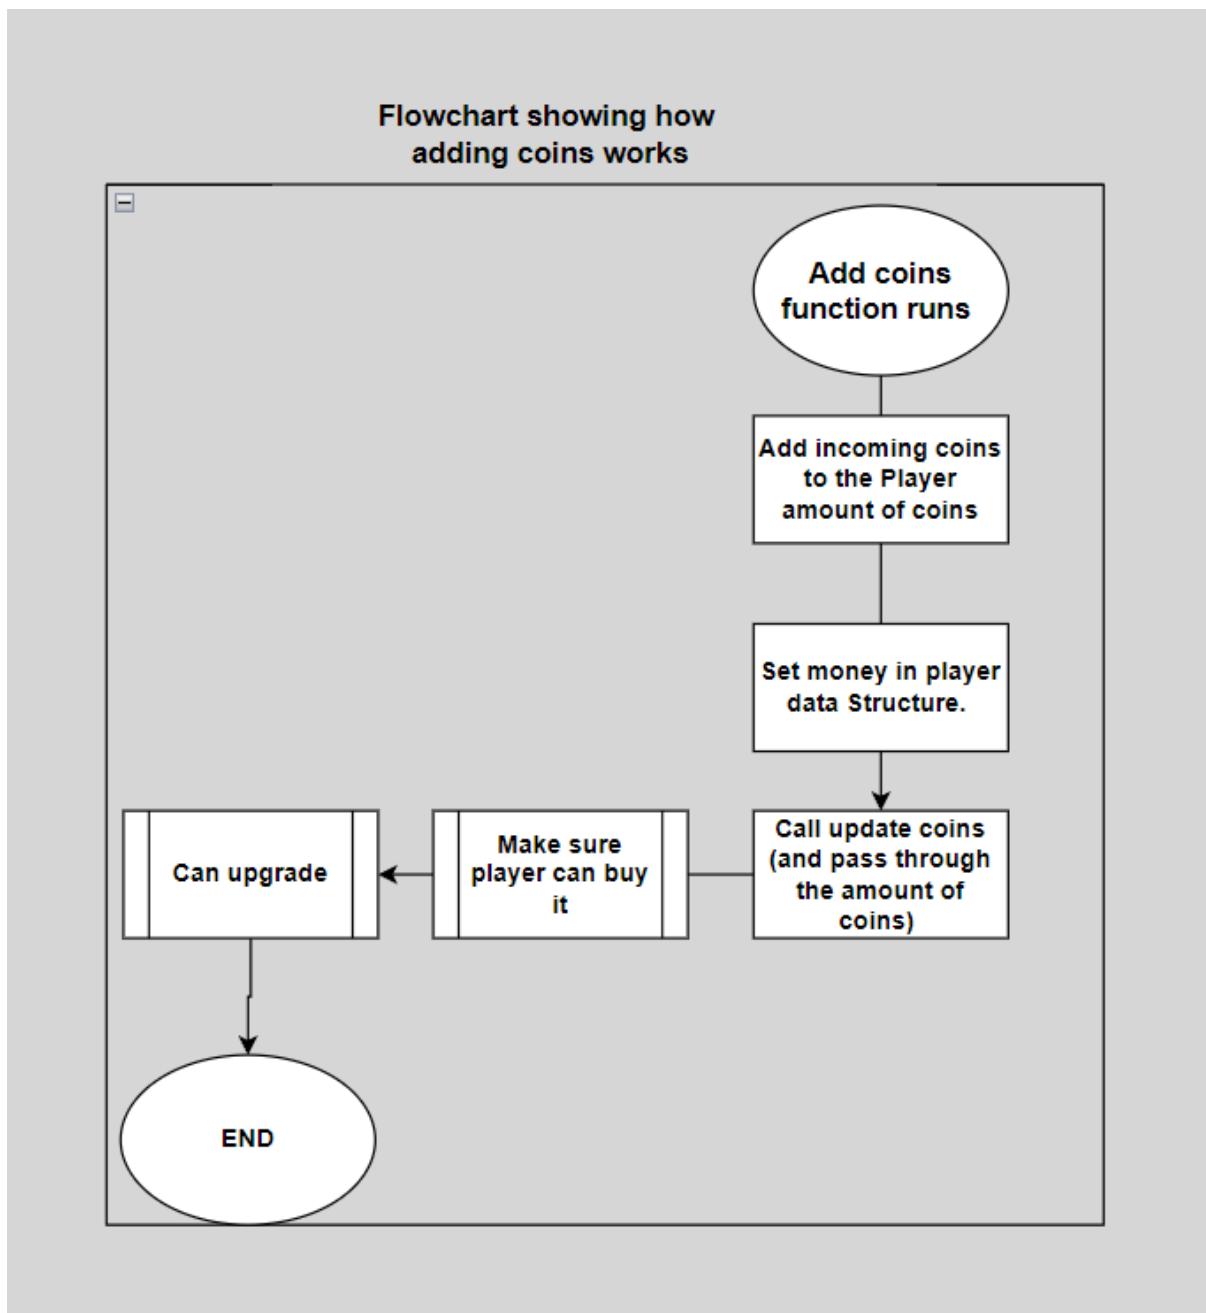 Flowchart showing how
adding coins works
Add coins
function runs
Add incoming coins
to the Player
amount of coins
Set money in player
data Structure.
Call update coins
(and pass through
the amount of
coins)
Make sure
player can buy
it
Can upgrade
END